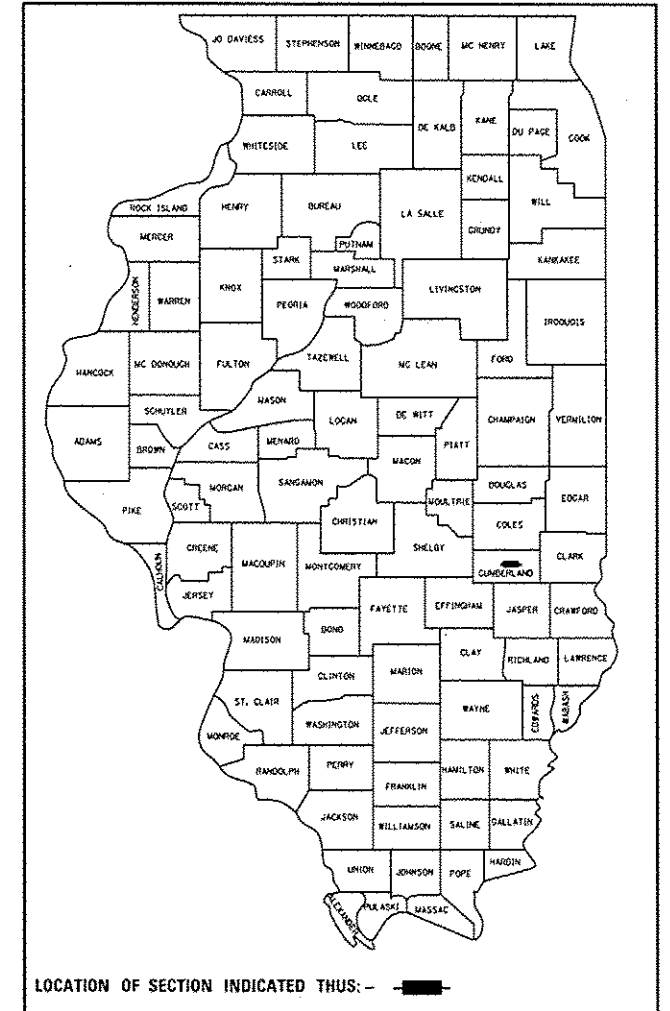 JO DAVIESS STEPHENSON WINNEBAGO BOONE MC HENRY LAKE
CARROLL OGLE DE KALB KANE DU PAGE COOK
WHITESIDE LEE KENDALL WILL
ROCK ISLAND HENRY BUREAU LA SALLE GRUNDY
MERCER PUTNAM KANKAKEE
STARK MARSHALL
HENDERSON WARREN KNOX PEORIA WOODFORD LIVINGSTON IROQUOIS
HANCOCK MC DONOUGH FULTON TAZEWELL MC LEAN FORD
SCHUYLER MASON LOGAN DE WITT CHAMPAIGN VERMILION
ADAMS BROWN CASS MENARD PIATT
MACON
PIKE SCOTT MORGAN SANGAMON MOULTRIE DOUGLAS EDGAR
CHRISTIAN COLES
CALHOUN GREENE MACOUPIN MONTGOMERY SHELBY CLARK
CUMBERLAND
JERSEY FAYETTE EFFINGHAM JASPER CRAWFORD
MADISON BOND
CLAY RICHLAND LAWRENCE
CLINTON MARION
ST. CLAIR WAYNE EDWARDS WABASH
WASHINGTON JEFFERSON
MONROE
RANDOLPH PERRY HAMILTON WHITE
FRANKLIN
JACKSON WILLIAMSON SALINE GALLATIN
UNION JOHNSON POPE HARDIN
ALEXANDER PULASKI MASSAC
LOCATION OF SECTION INDICATED THUS: -